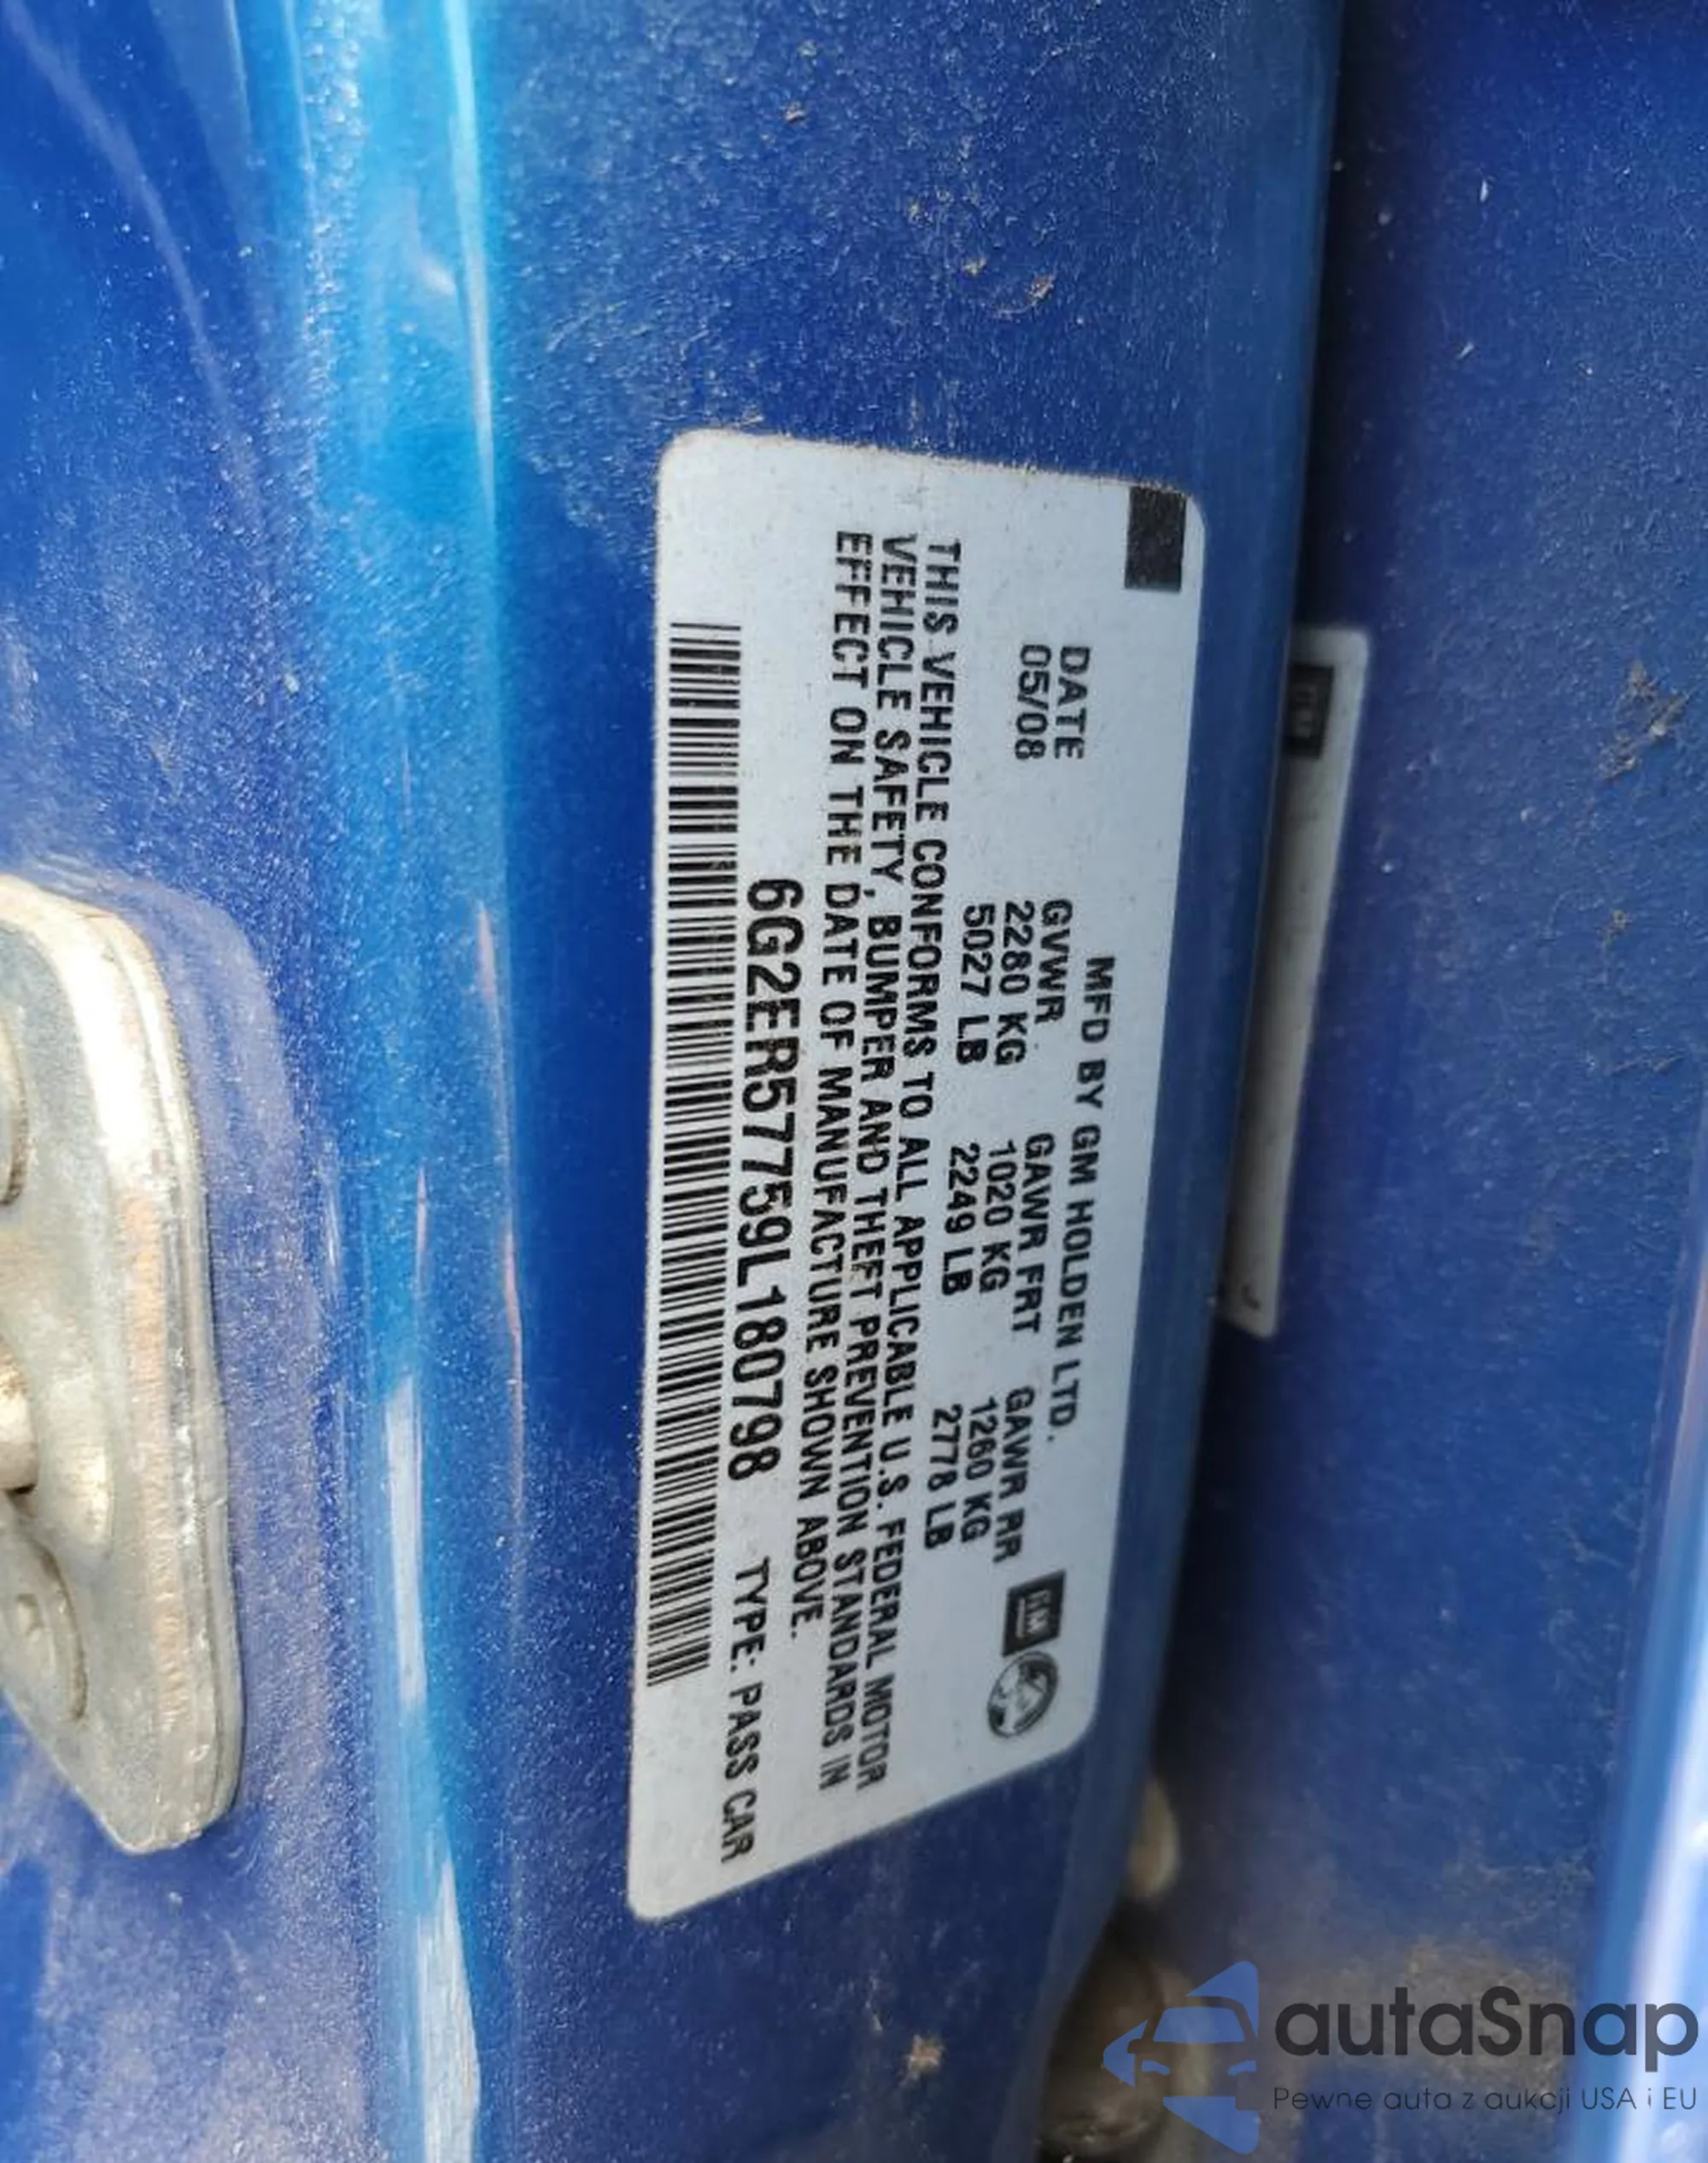 MFD BY GM HOLDEN LTD.
DATE GVWR GAWR FRT GAWR RR
05/08 2280 KG 1020 KG 1260 KG
5027 LB 2249 LB 2778 LB
GM
THIS VEHICLE CONFORMS TO ALL APPLICABLE U.S. FEDERAL MOTOR
VEHICLE SAFETY, BUMPER AND THEFT PREVENTION STANDARDS IN
EFFECT ON THE DATE OF MANUFACTURE SHOWN ABOVE.
6G2ER57759L180798 TYPE: PASS CAR
GM
autaSnap
Pewne auta z aukcji USA i EU